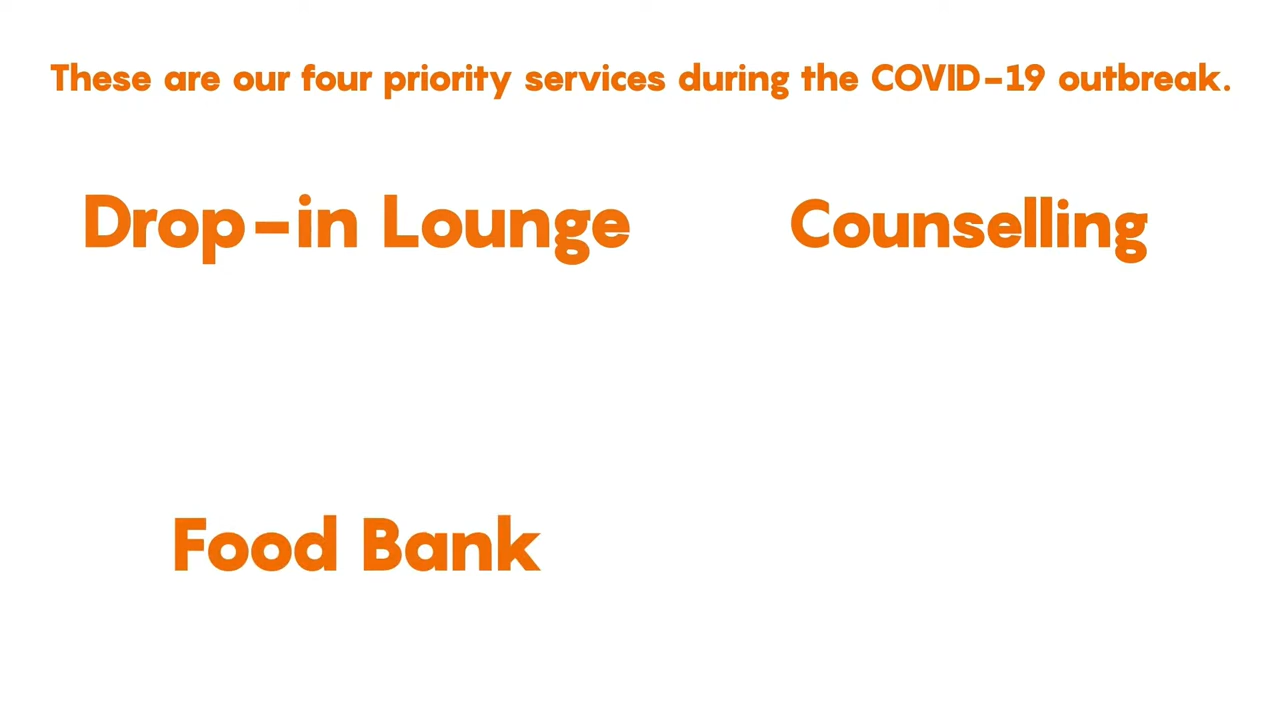 These are our four priority services during the COVID-19 outbreak.
Drop-in Lounge
Counselling
Food Bank